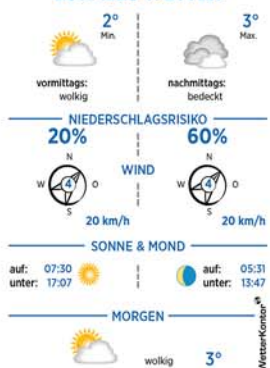 2° 3°
Min. Max.
vormittags: nachmittags:
wolkig bedeckt
NIEDERSCHLAGSRISIKO
20% 60%
N N
WIND
W 4 O W 4 O
S S
20 km/h 20 km/h
SONNE & MOND
auf: 07:30 auf: 05:31
unter: 17:07 unter: 13:47
MORGEN
wolkig 3°
WetterKontor